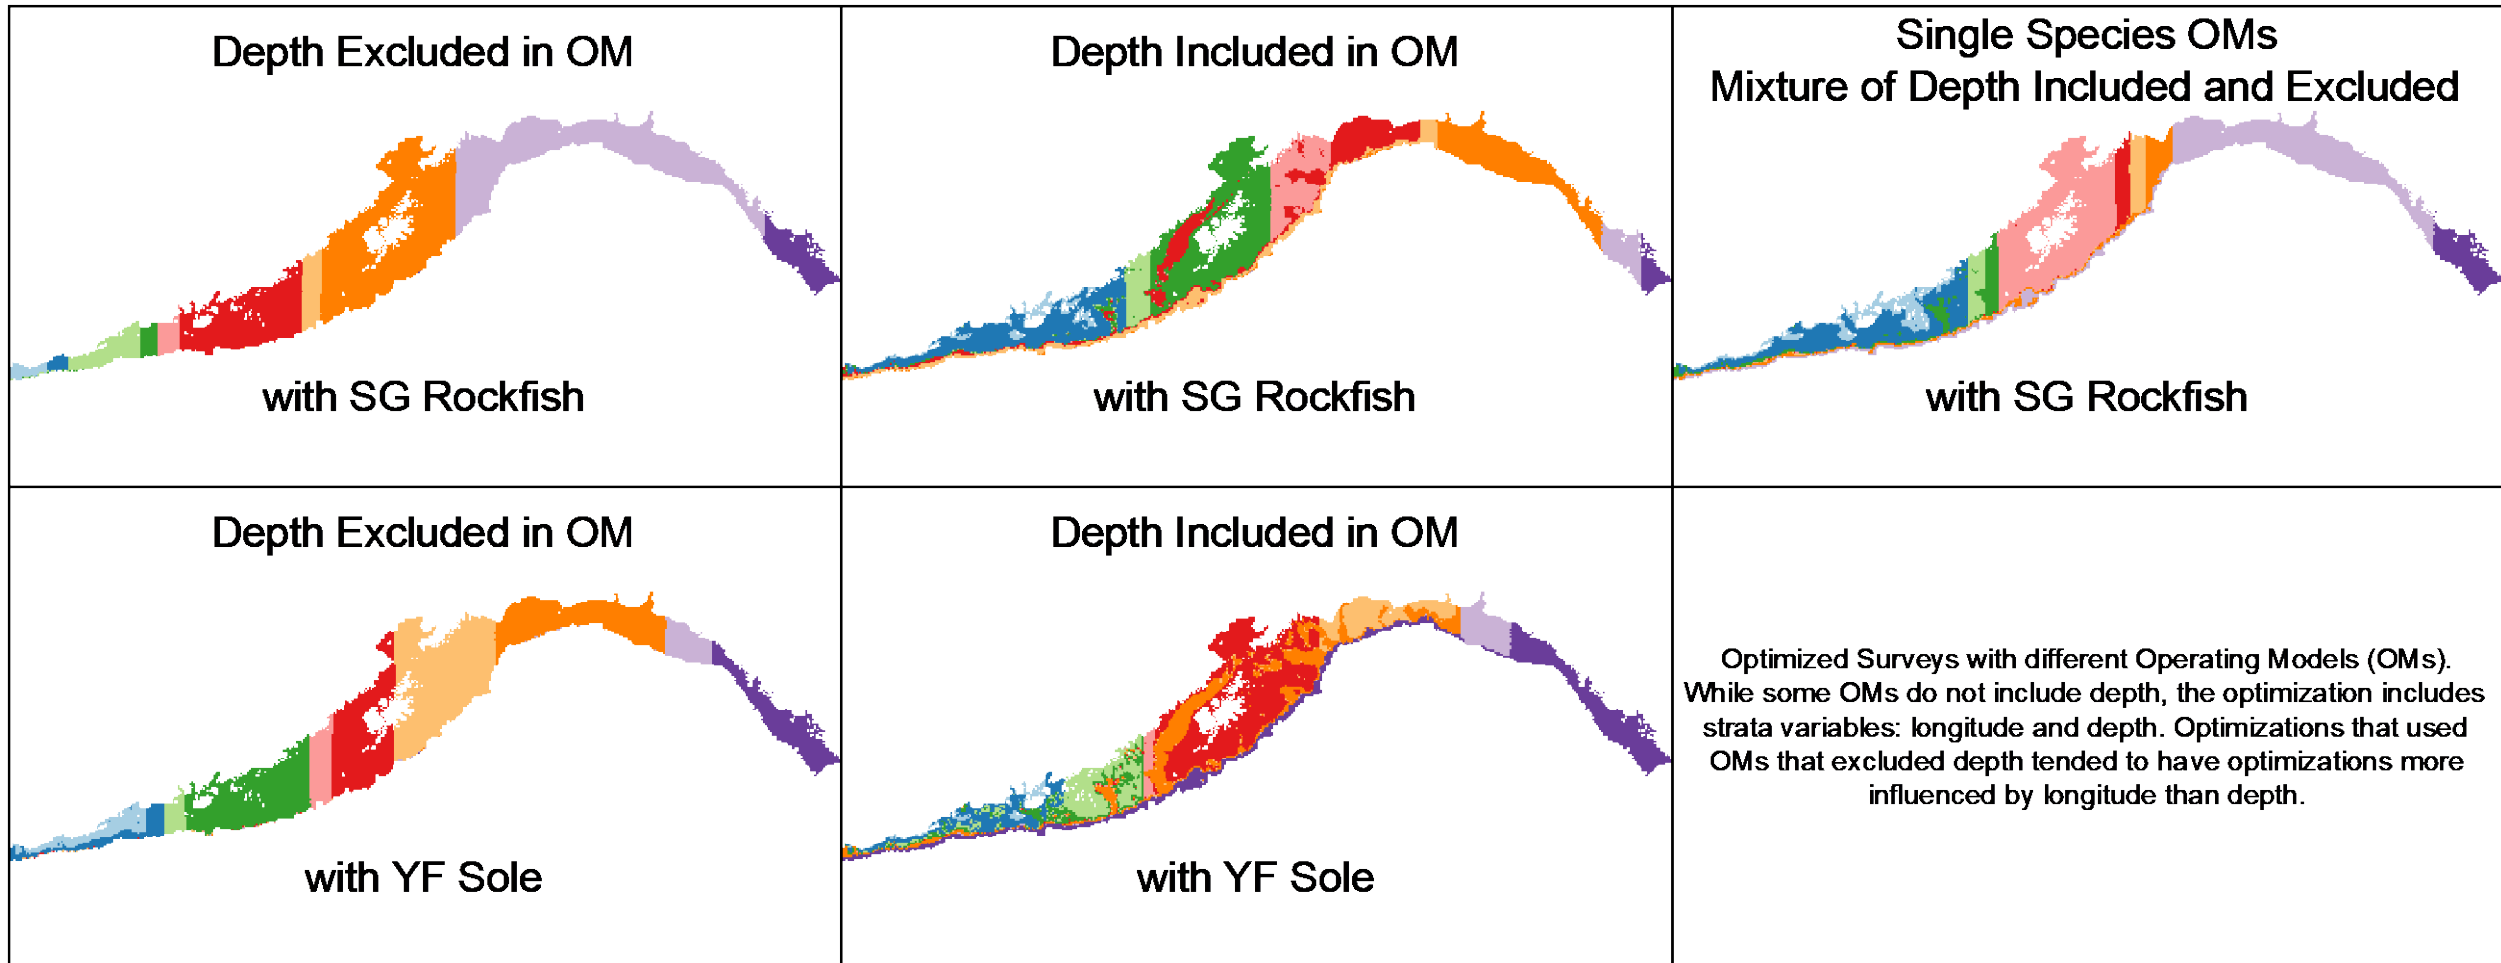 Depth Excluded in OM
with SG Rockfish
Depth Included in OM
with SG Rockfish
Single Species OMs
Mixture of Depth Included and Excluded
with SG Rockfish
Depth Excluded in OM
with YF Sole
Depth Included in OM
with YF Sole
Optimized Surveys with different Operating Models (OMs).
While some OMs do not include depth, the optimization includes
strata variables: longitude and depth. Optimizations that used
OMs that excluded depth tended to have optimizations more
influenced by longitude than depth.